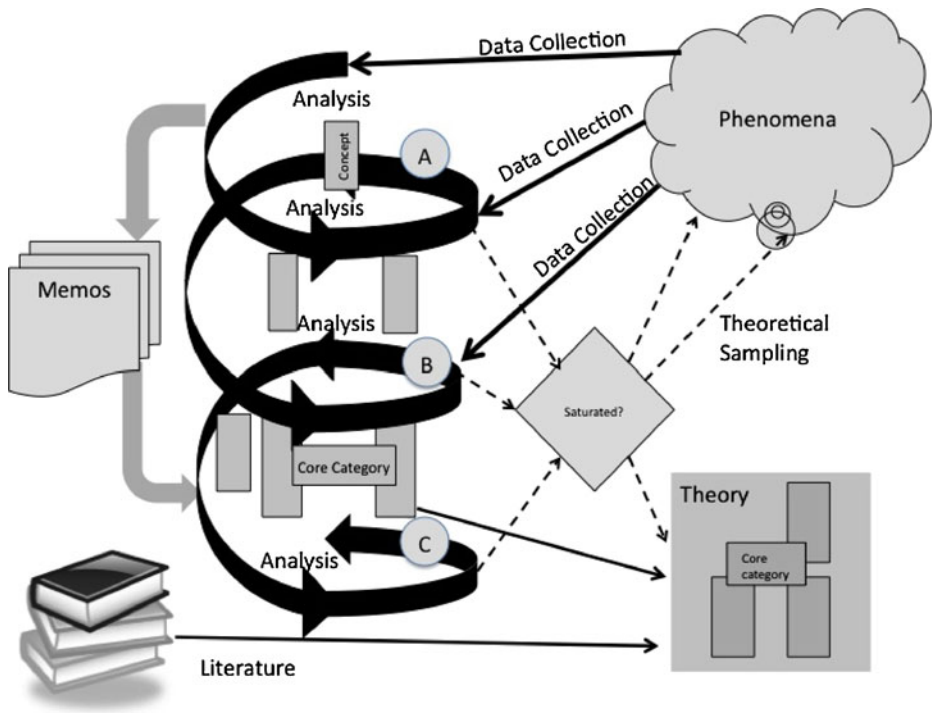 Data Collection
Analysis
Phenomena
Concept
A
Data Collection
Analysis
Data Collection
Memos
Analysis
B
Theoretical
Sampling
Saturated?
Core Category
Theory
C
Analysis
Core
category
Literature